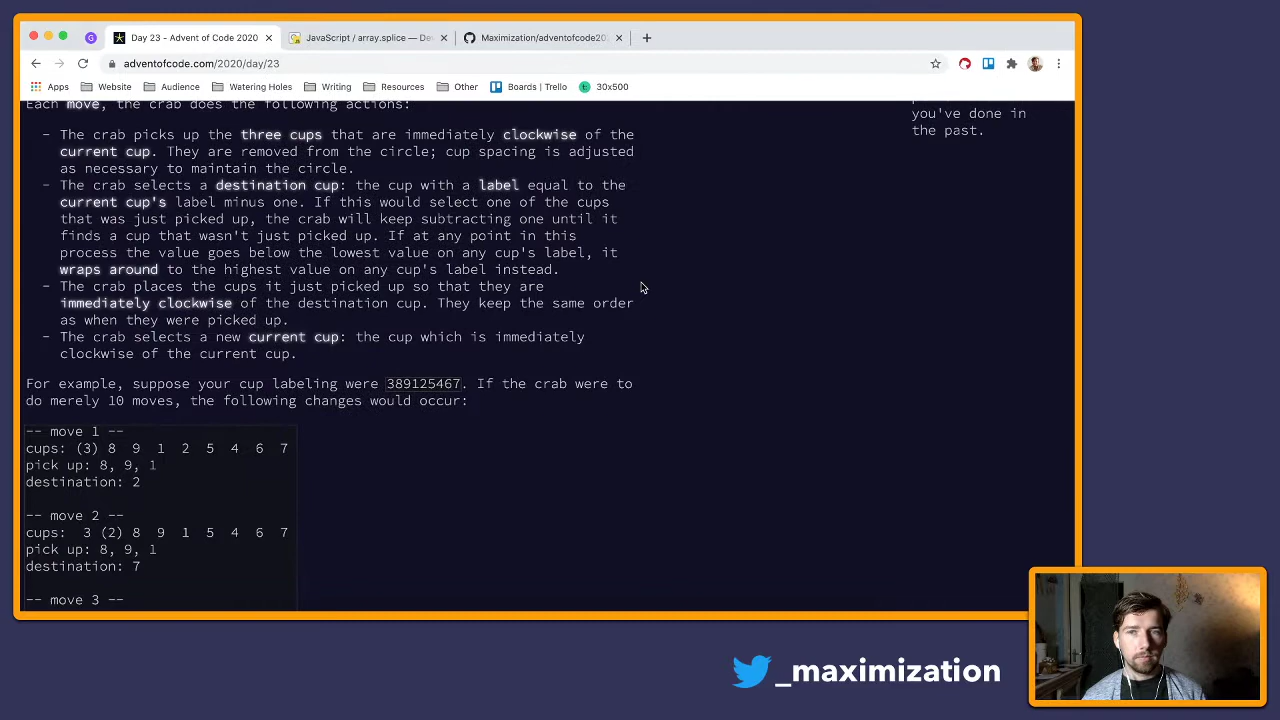 Day 23 - Advent of Code 2020
JavaScript / array.splice — De
Maximization/adventofcode202
adventofcode.com/2020/day/23
Apps Website Audience Watering Holes Writing Resources Other Boards | Trello 30x500
Each move, the crab does the following actions:
you've done in
the past.
- The crab picks up the three cups that are immediately clockwise of the
current cup. They are removed from the circle; cup spacing is adjusted
as necessary to maintain the circle.
- The crab selects a destination cup: the cup with a label equal to the
current cup's label minus one. If this would select one of the cups
that was just picked up, the crab will keep subtracting one until it
finds a cup that wasn't just picked up. If at any point in this
process the value goes below the lowest value on any cup's label, it
wraps around to the highest value on any cup's label instead.
- The crab places the cups it just picked up so that they are
immediately clockwise of the destination cup. They keep the same order
as when they were picked up.
- The crab selects a new current cup: the cup which is immediately
clockwise of the current cup.
For example, suppose your cup labeling were 389125467. If the crab were to
do merely 10 moves, the following changes would occur:
-- move 1 --
cups: (3) 8 9 1 2 5 4 6 7
pick up: 8, 9, 1
destination: 2
-- move 2 --
cups: 3 (2) 8 9 1 5 4 6 7
pick up: 8, 9, 1
destination: 7
-- move 3 --
_maximization